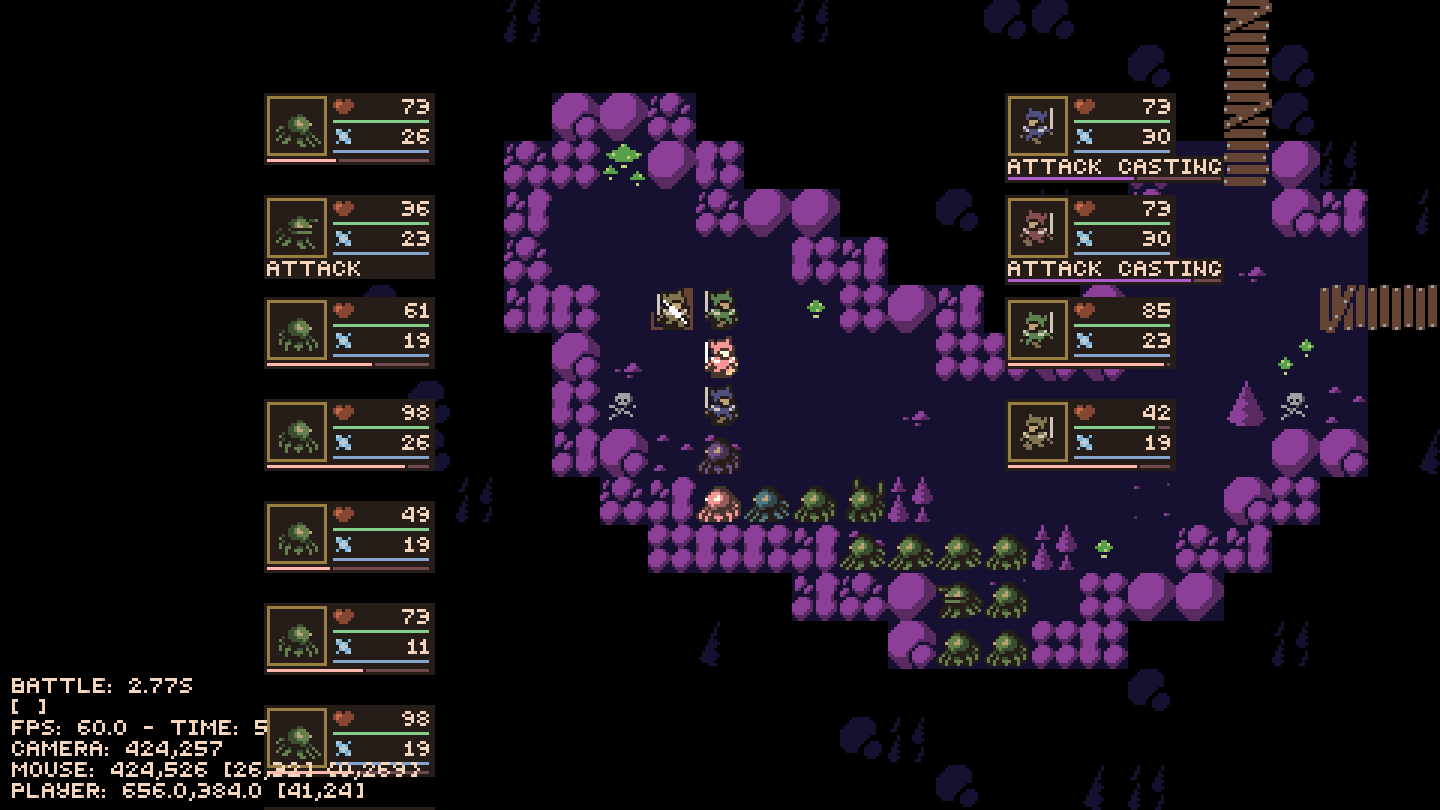 73
26
36
23
ATTACK
61
19
98
26
49
19
73
11
98
19
73
30
ATTACK CASTING
73
30
ATTACK CASTING
85
23
42
19
BATTLE: 2.77S
[ ]
FPS: 60.0 - TIME: 5
CAMERA: 424,257
MOUSE: 424,526
PLAYER: 656.0,384.0 [41,24]